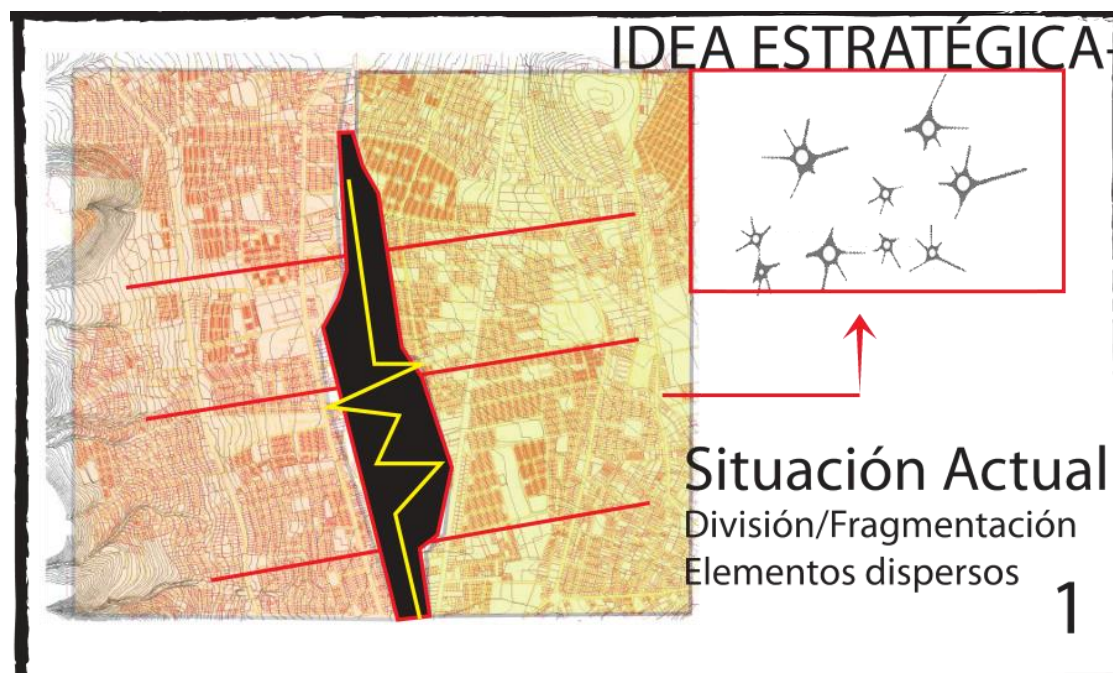 IDEA ESTRATÉGICA
Situación Actual
División/Fragmentación
Elementos dispersos
1